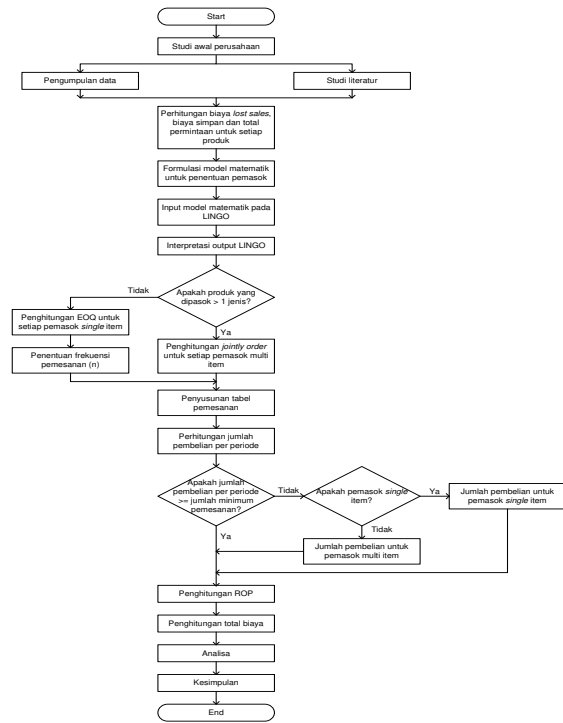 Start
Studi awal perusahaan
Pengumpulan data
Studi literatur
Perhitungan biaya lost sales,
biaya simpan dan total
permintaan untuk setiap
produk
Formulasi model matematik
untuk penentuan pemasok
Input model matematik pada
LINGO
Interpretasi output LINGO
Apakah produk yang
dipasok > 1 jenis?
Tidak
Ya
Penghitungan EOQ untuk
setiap pemasok single item
Penentuan frekuensi
pemesanan (n)
Penghitungan jointly order
untuk setiap pemasok multi
item
Penyusunan tabel
pemesanan
Perhitungan jumlah
pembelian per periode
Apakah jumlah
pembelian per periode
>= jumlah minimum
pemesanan?
Tidak
Ya
Apakah pemasok single
item?
Ya
Tidak
Jumlah pembelian untuk
pemasok single item
Jumlah pembelian untuk
pemasok multi item
Penghitungan ROP
Penghitungan total biaya
Analisa
Kesimpulan
End